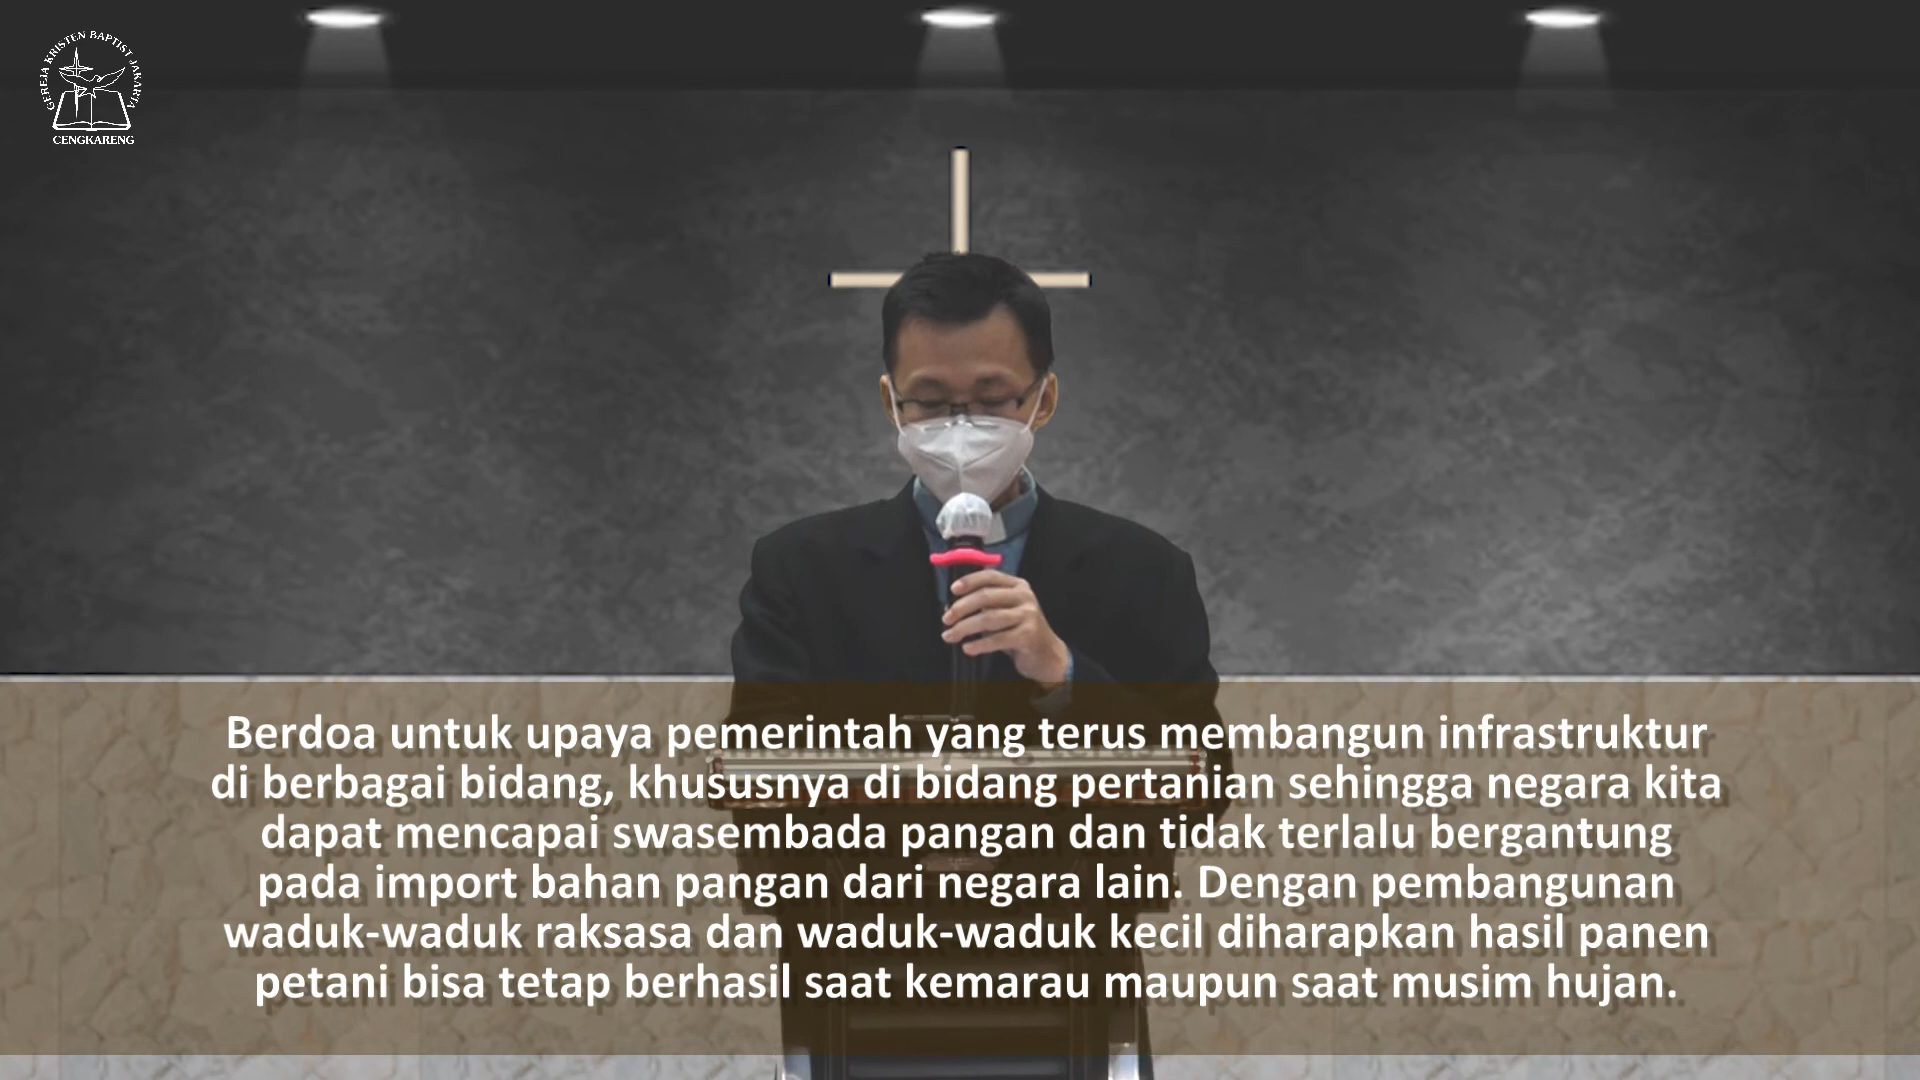 GEREJA KRISTEN BAPTIST JAKARTA
CENGKARENG
Berdoa untuk upaya pemerintah yang terus membangun infrastruktur
di berbagai bidang, khususnya di bidang pertanian sehingga negara kita
dapat mencapai swasembada pangan dan tidak terlalu bergantung
pada import bahan pangan dari negara lain. Dengan pembangunan
waduk-waduk raksasa dan waduk-waduk kecil diharapkan hasil panen
petani bisa tetap berhasil saat kemarau maupun saat musim hujan.